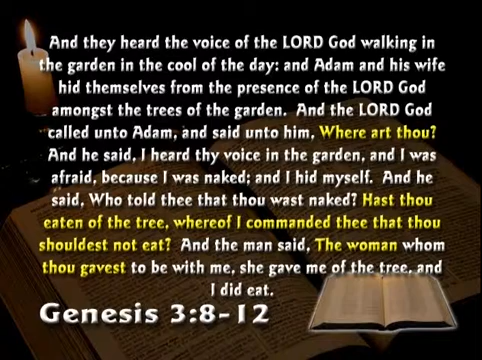 And they heard the voice of the LORD God walking in
the garden in the cool of the day: and Adam and his wife
hid themselves from the presence of the LORD God
amongst the trees of the garden. And the LORD God
called unto Adam, and said unto him, Where art thou?
And he said, I heard thy voice in the garden, and I was
afraid, because I was naked; and I hid myself. And he
said, Who told thee that thou wast naked? Hast thou
eaten of the tree, whereof I commanded thee that thou
shouldest not eat? And the man said, The woman whom
thou gavest to be with me, she gave me of the tree, and
I did eat.
Genesis 3:8-12